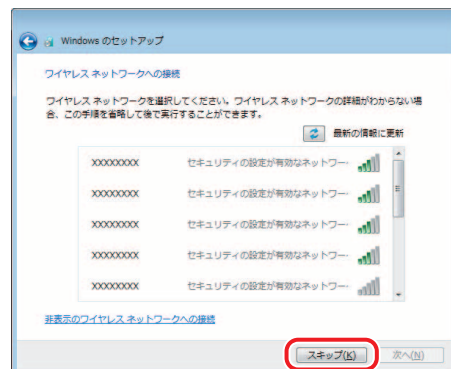 Windows のセットアップ
ワイヤレス ネットワークへの接続
ワイヤレス ネットワークを選択してください。ワイヤレス ネットワークの詳細がわからない場
合、この手順を省略して後で実行することができます。
最新の情報に更新
XXXXXXXX セキュリティの設定が有効なネットワー
XXXXXXXX セキュリティの設定が有効なネットワー
XXXXXXXX セキュリティの設定が有効なネットワー
XXXXXXXX セキュリティの設定が有効なネットワー
XXXXXXXX セキュリティの設定が有効なネットワー
非表示のワイヤレス ネットワークへの接続
スキップ(K) 次へ(N)